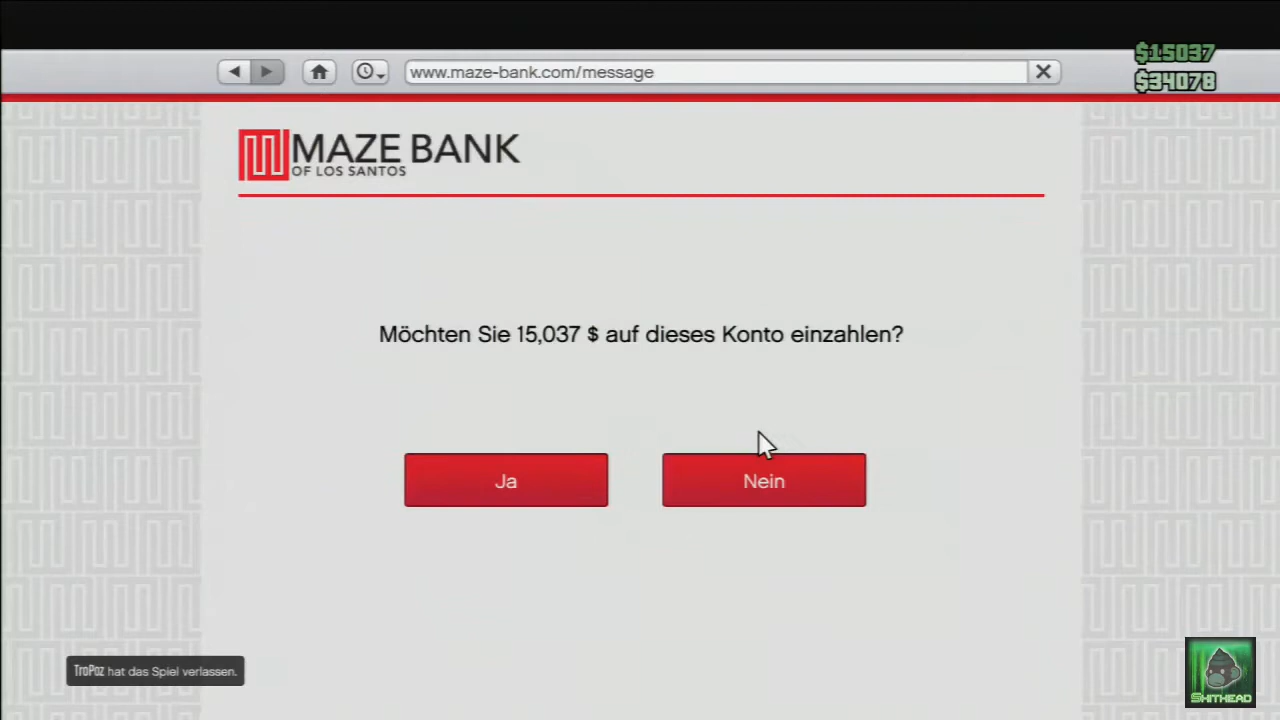 www.maze-bank.com/message
$15037
$34078
MAZE BANK
OF LOS SANTOS
Möchten Sie 15,037 $ auf dieses Konto einzahlen?
Ja
Nein
TroPoz hat das Spiel verlassen.
SHITHEAD